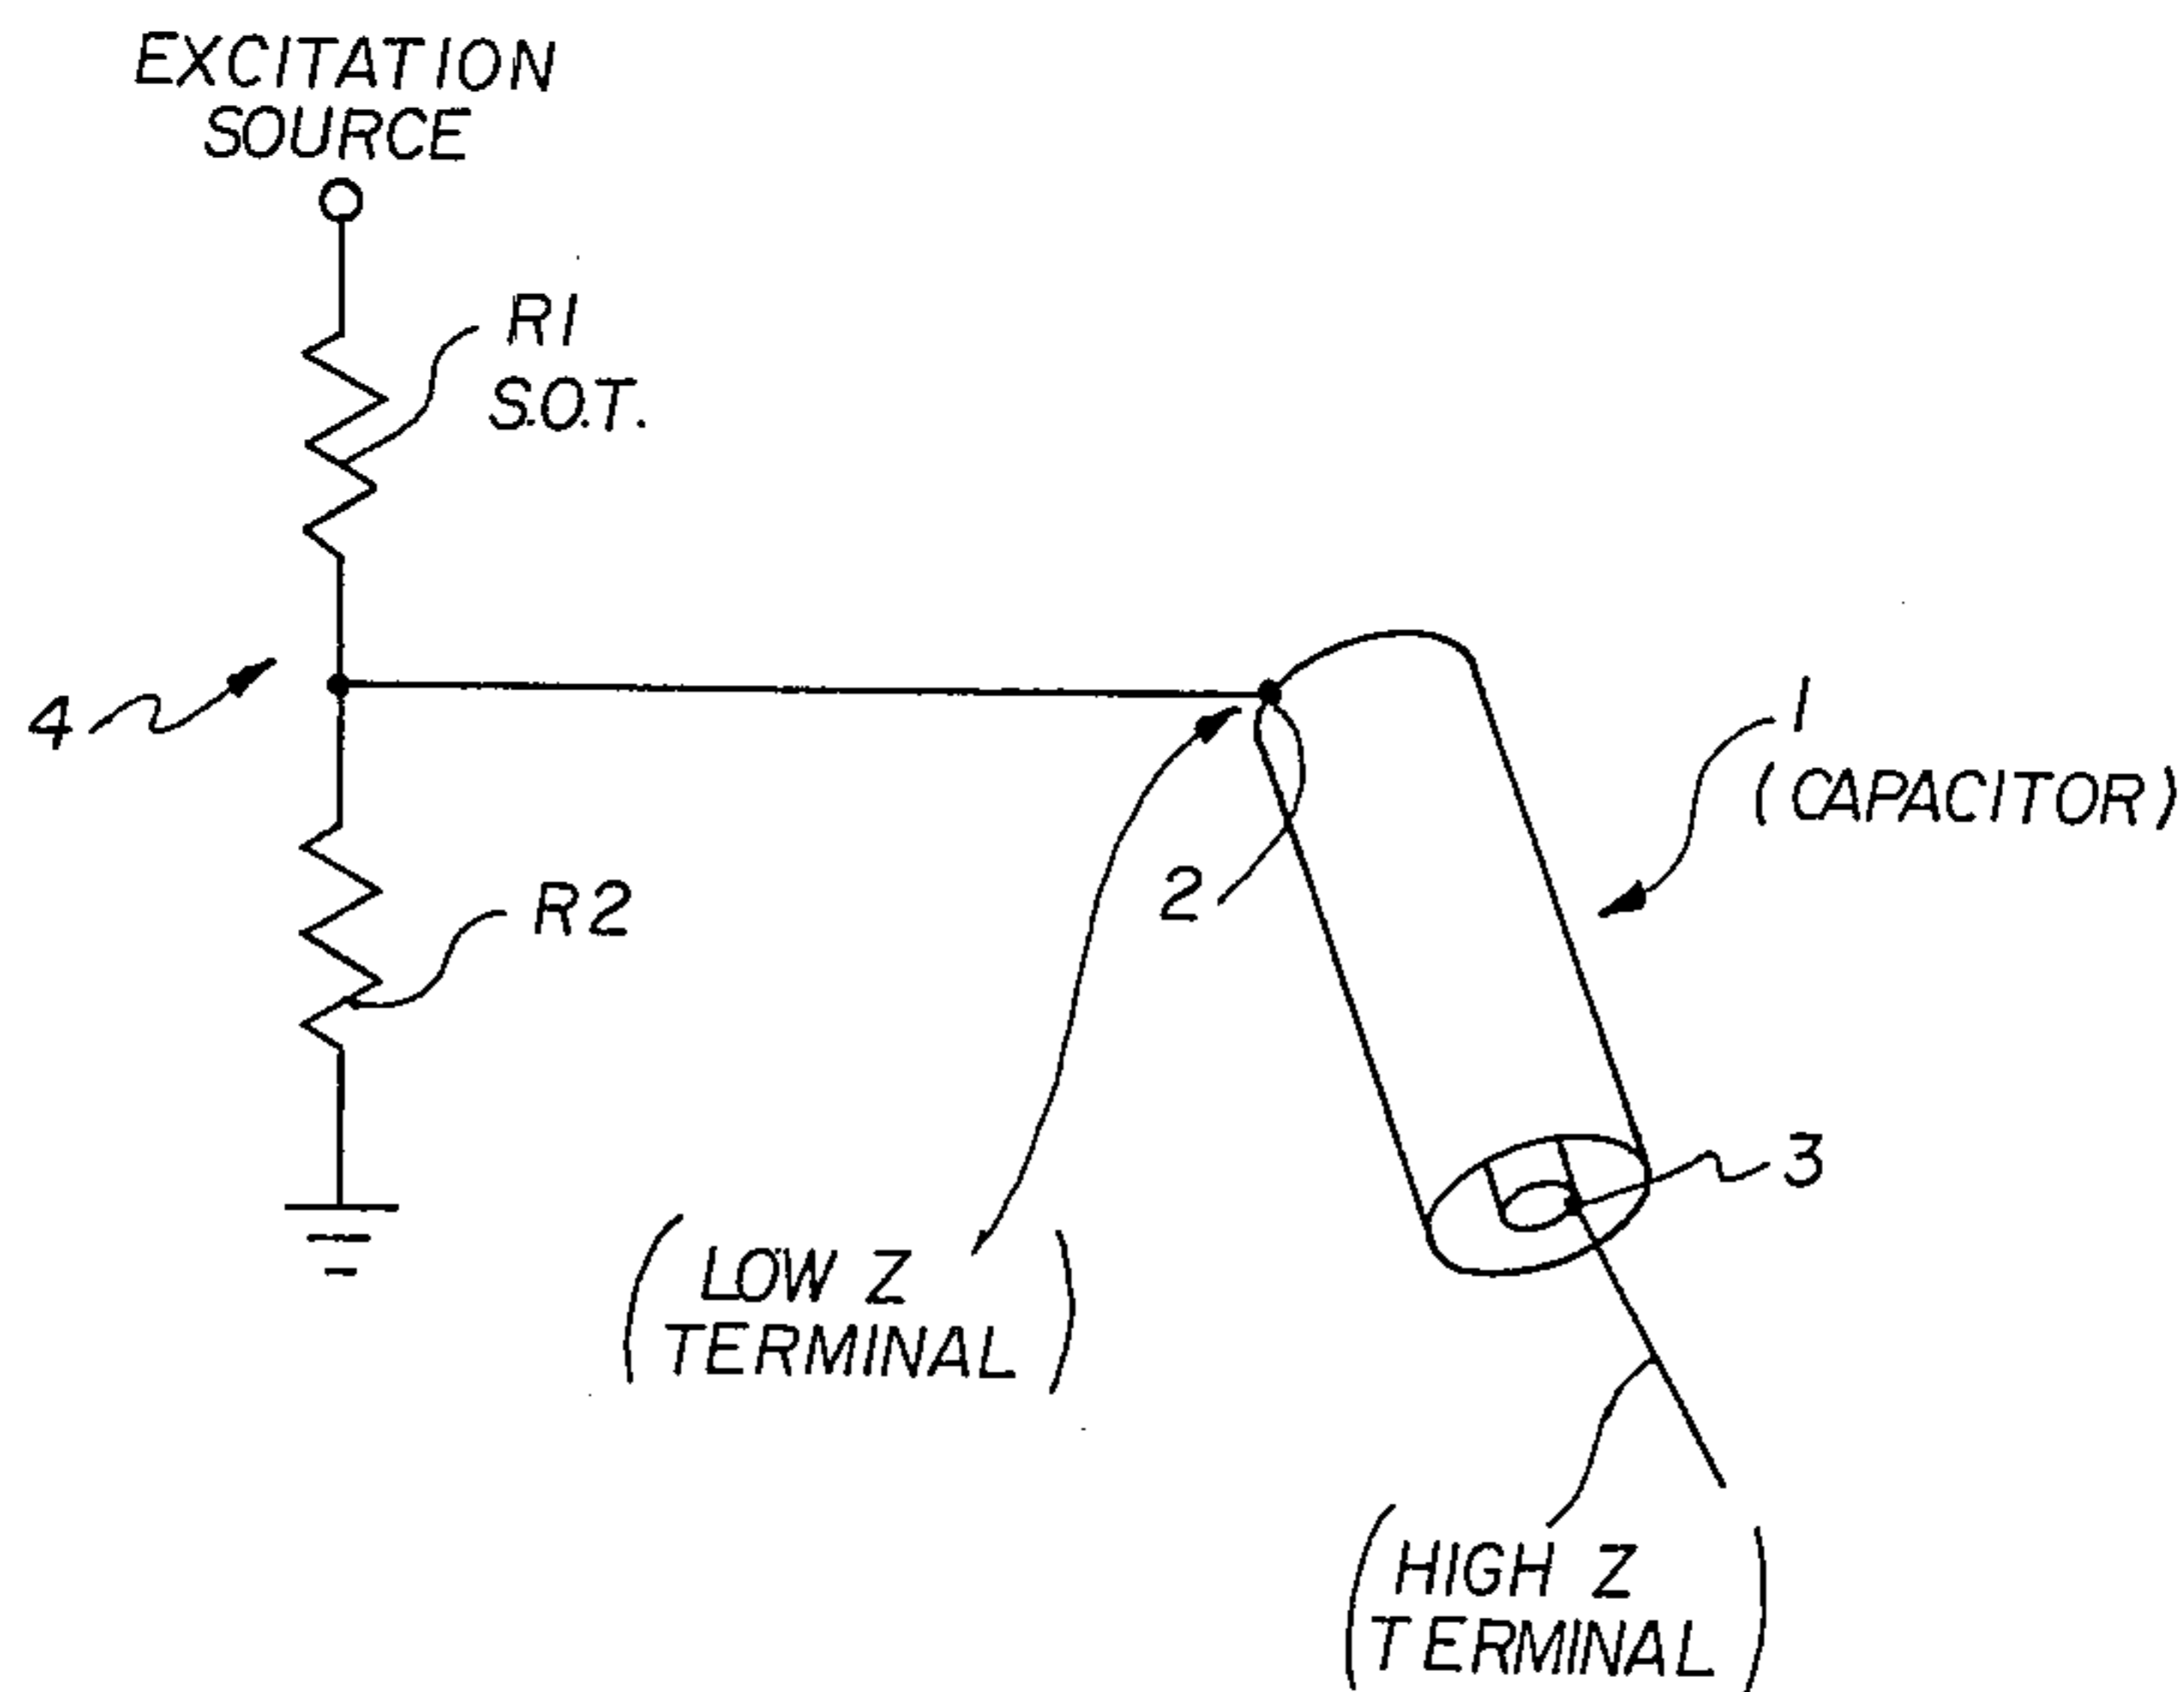 EXCITATION
SOURCE
R1
S.O.T.
4
1
(CAPACITOR)
2
R2
3
(LOW Z
TERMINAL)
(HIGH Z
TERMINAL)